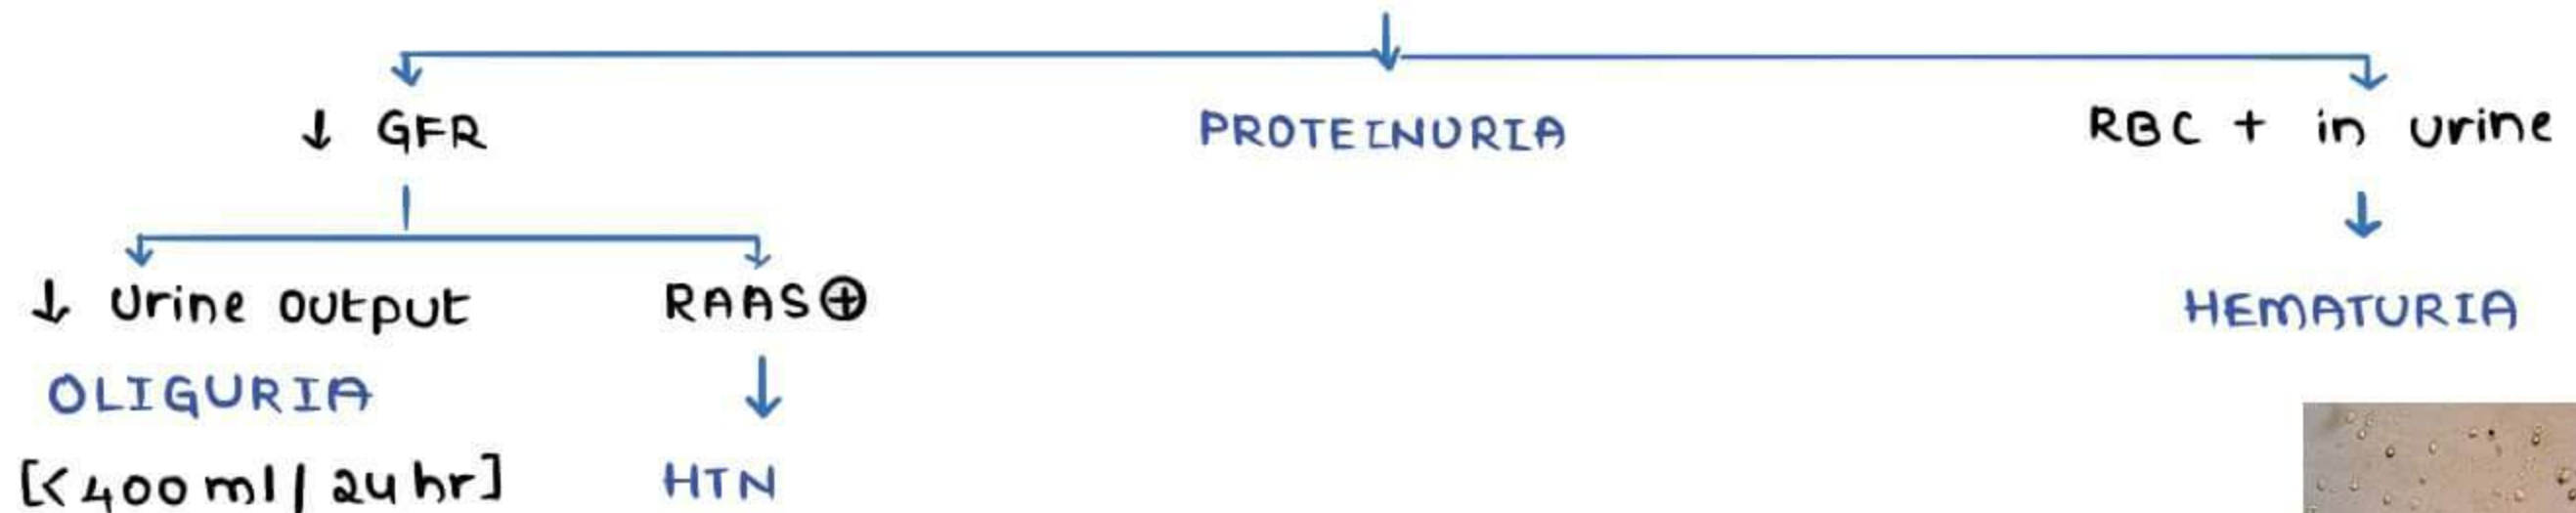 ↓ GFR
PROTEINURIA
RBC + in urine
↓ Urine output
RAAS⊕
HEMATURIA
OLIGURIA
[<400 ml / 24 hr]
HTN